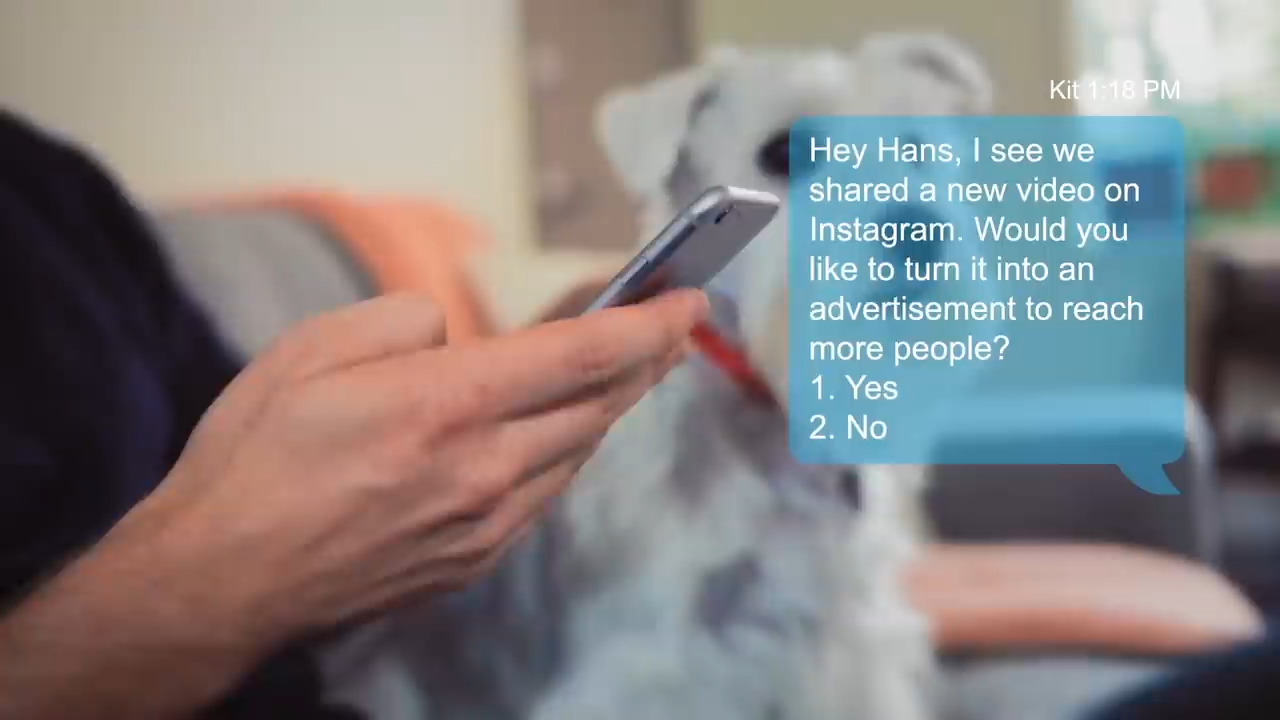 Kit 1:18 PM
Hey Hans, I see we
shared a new video on
Instagram. Would you
like to turn it into an
advertisement to reach
more people?
1. Yes
2. No